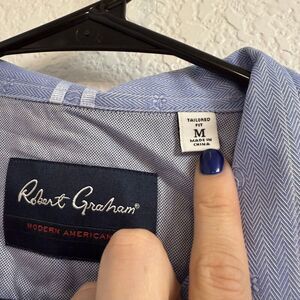 TAILORED
FIT
M
MADE IN
CHINA
Robert Graham®
MODERN AMERICAN